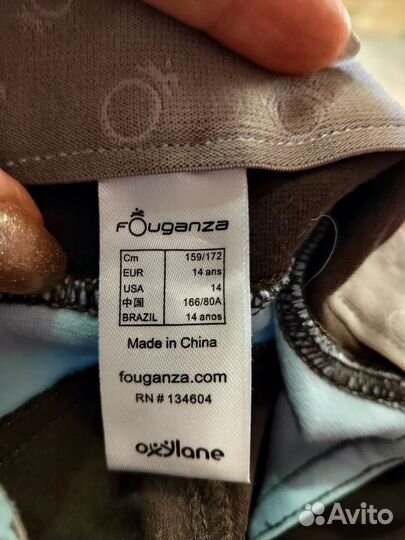 FOUGANZA
Cm 159/172
EUR 14 ans
USA 14
中国 166/80A
BRAZIL 14 anos
Made in China
fouganza.com
RN # 134604
oxylane
Avito